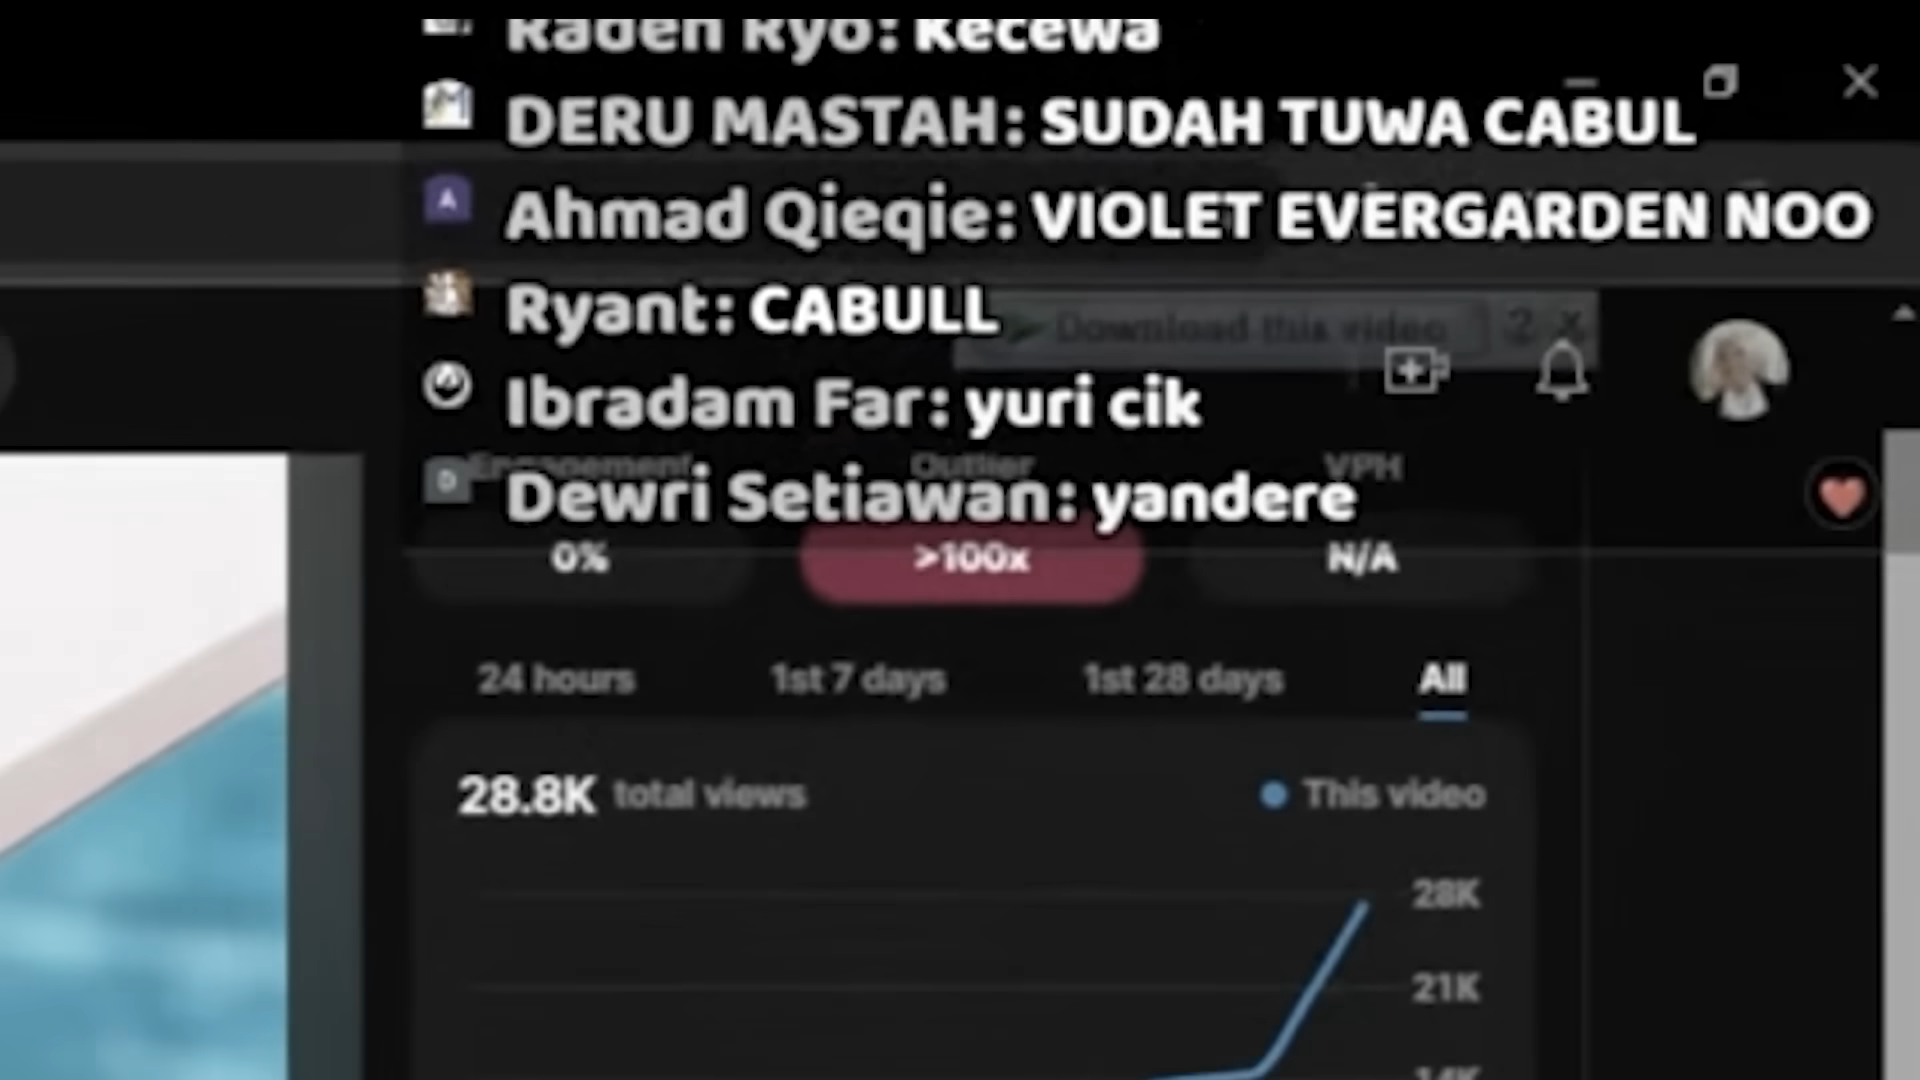 Raden Ryo: kecewa
DERU MASTAH: SUDAH TUWA CABUL
A Ahmad Qieqie: VIOLET EVERGARDEN NOO
Ryant: CABULL
Download this video ? X
Ibradam Far: yuri cik
Engagement Outlier VPH
D Dewri Setiawan: yandere
0% >100x N/A
24 hours 1st 7 days 1st 28 days All
28.8K total views This video
28K
21K
14K